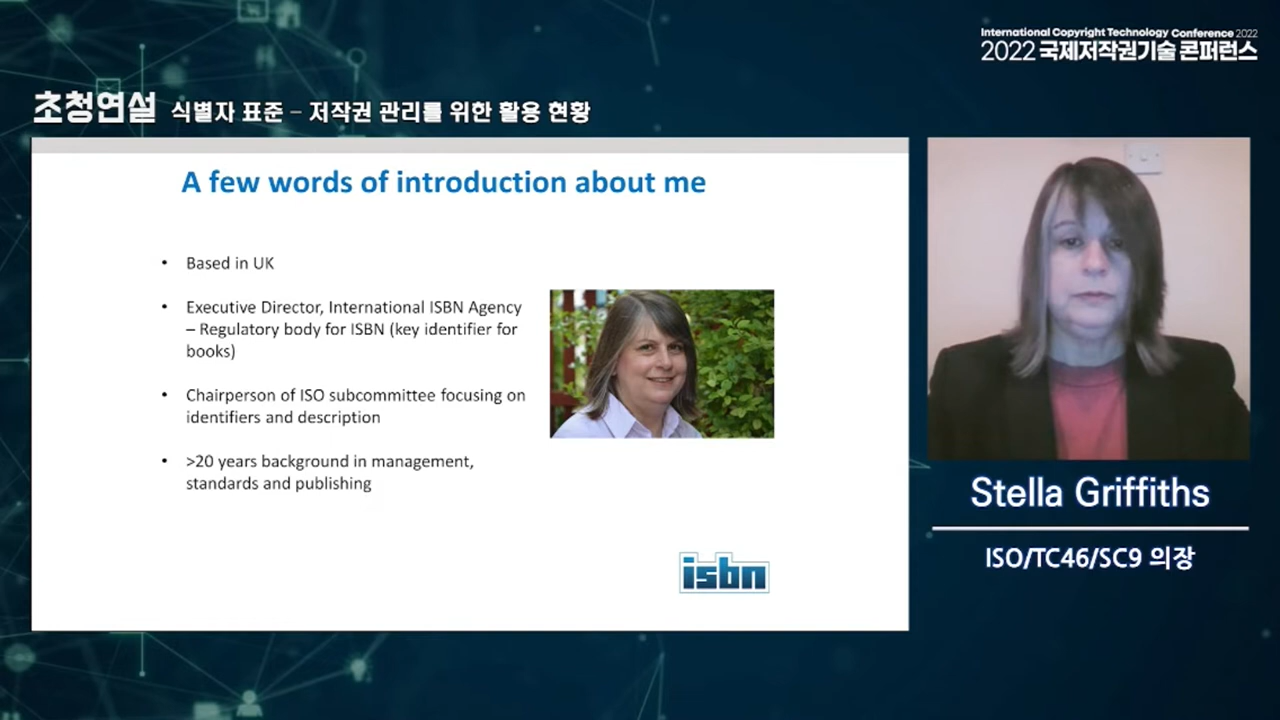 International Copyright Technology Conference 2022
2022 국제저작권기술 콘퍼런스
초청연설 식별자 표준 – 저작권 관리를 위한 활용 현황
A few words of introduction about me
• Based in UK
• Executive Director, International ISBN Agency
– Regulatory body for ISBN (key identifier for
books)
• Chairperson of ISO subcommittee focusing on
identifiers and description
• >20 years background in management,
standards and publishing
isbn
Stella Griffiths
ISO/TC46/SC9 의장